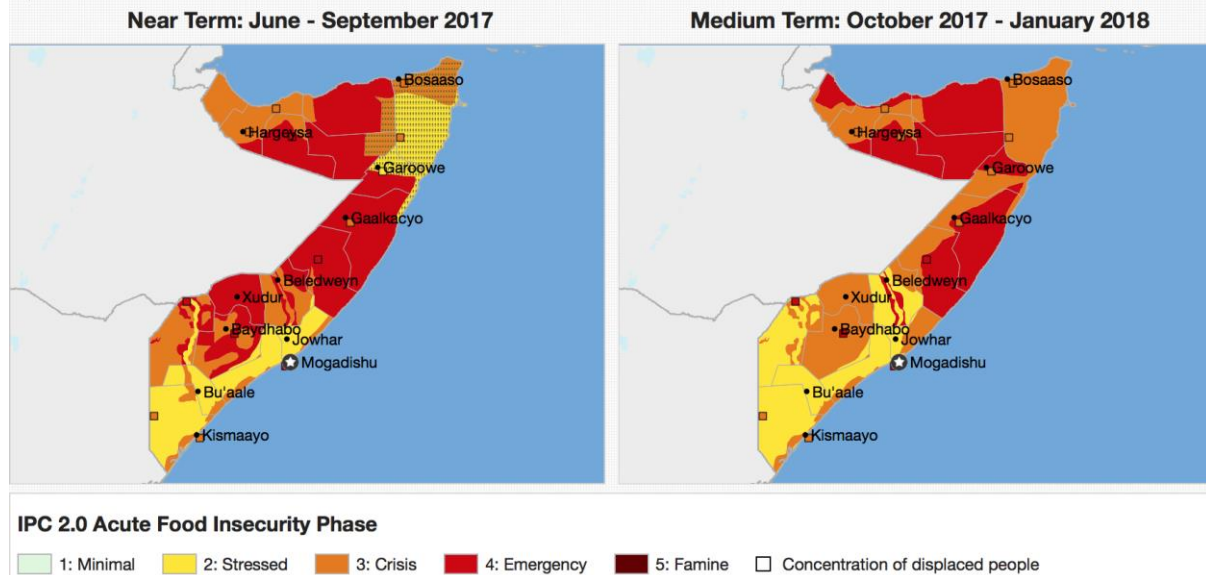 Near Term: June - September 2017
Bosaaso
Hargeysa
Garoowe
Gaalkacyo
Beledweyn
Xudur
Baydhabo
Jowhar
Mogadishu
Bu'aale
Kismaayo
Medium Term: October 2017 - January 2018
Bosaaso
Hargeysa
Garoowe
Gaalkacyo
Beledweyn
Xudur
Baydhabo
Jowhar
Mogadishu
Bu'aale
Kismaayo
IPC 2.0 Acute Food Insecurity Phase
1: Minimal 2: Stressed 3: Crisis 4: Emergency 5: Famine Concentration of displaced people